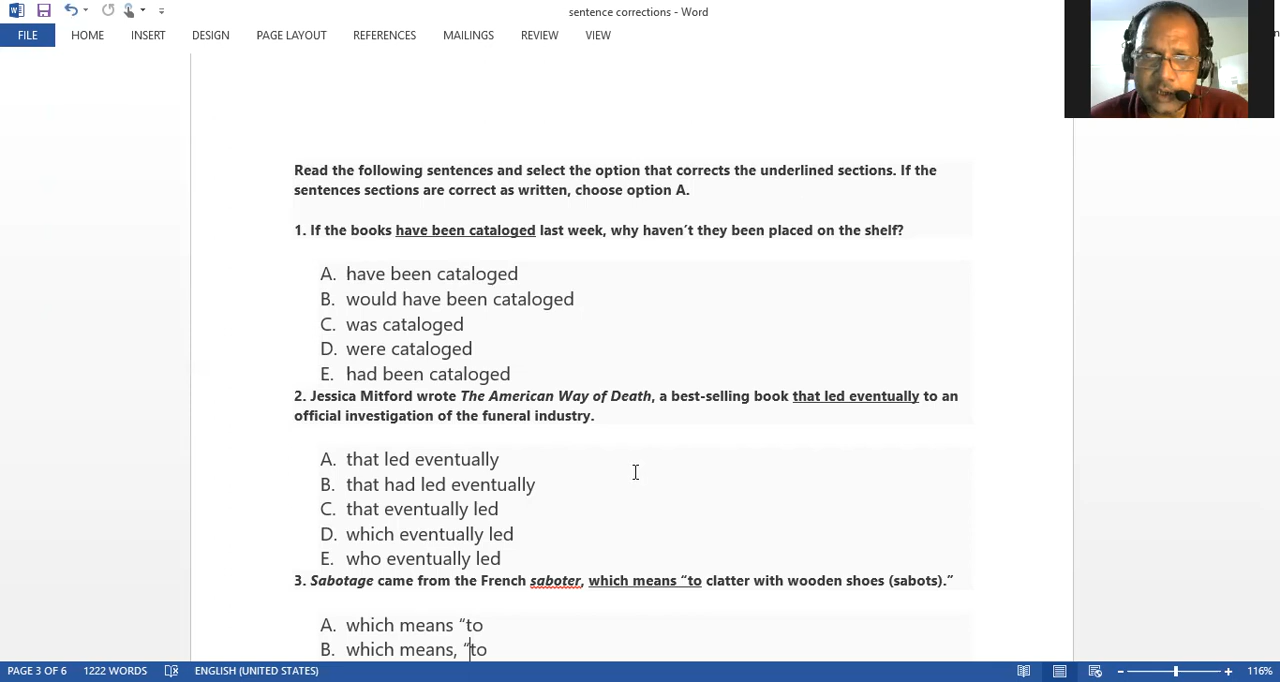 sentence corrections - Word
FILE HOME INSERT DESIGN PAGE LAYOUT REFERENCES MAILINGS REVIEW VIEW
Read the following sentences and select the option that corrects the underlined sections. If the
sentences sections are correct as written, choose option A.
1. If the books have been cataloged last week, why haven´t they been placed on the shelf?
A. have been cataloged
B. would have been cataloged
C. was cataloged
D. were cataloged
E. had been cataloged
2. Jessica Mitford wrote The American Way of Death, a best-selling book that led eventually to an
official investigation of the funeral industry.
A. that led eventually
B. that had led eventually
C. that eventually led
D. which eventually led
E. who eventually led
3. Sabotage came from the French saboter, which means “to clatter with wooden shoes (sabots).”
A. which means “to
B. which means, “to
PAGE 3 OF 6 1222 WORDS ENGLISH (UNITED STATES) 116%